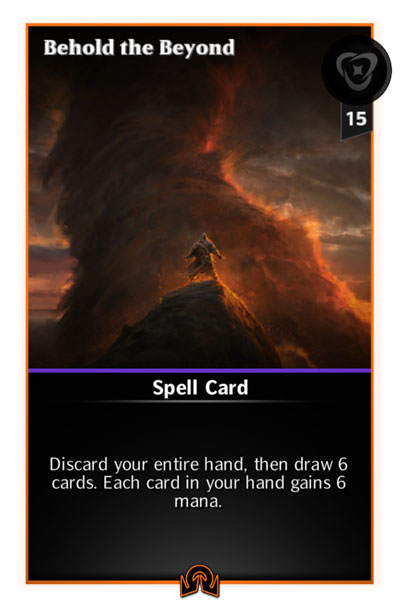 Behold the Beyond
15
Spell Card
Discard your entire hand, then draw 6
cards. Each card in your hand gains 6
mana.